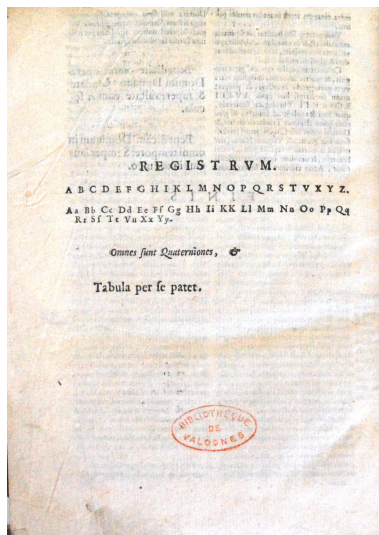 REGISTRVM.
A B C D E F G H I K L M N O P Q R S T V X Y Z.
Aa Bb Cc Dd Ee Ff Gg Hh Ii KK Ll Mm Nn Oo Pp Qq
Rr Sſ Tt Vu Xx Yy.
Omnes ſunt Quaterniones, &
Tabula per ſe patet.
BIBLIOTHEQUE
DE
VALOGNES